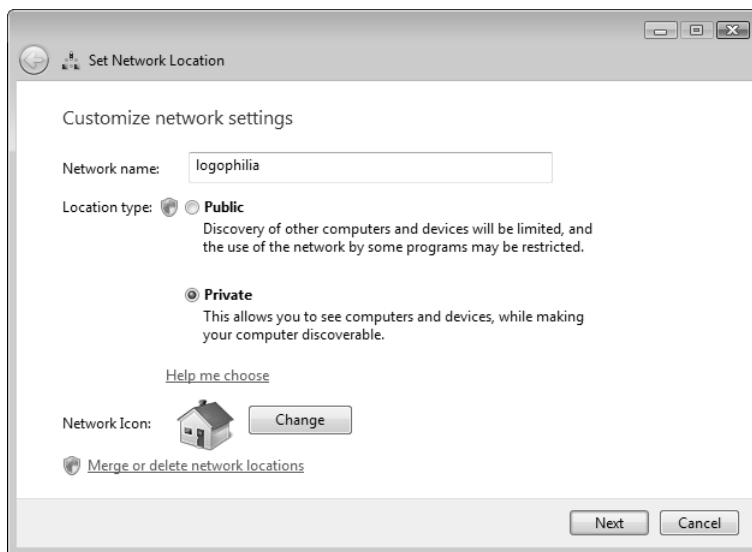 Set Network Location
Customize network settings
Network name: logophilia
Location type: Public
Discovery of other computers and devices will be limited, and
the use of the network by some programs may be restricted.
Private
This allows you to see computers and devices, while making
your computer discoverable.
Help me choose
Network Icon: Change
Merge or delete network locations
Next Cancel